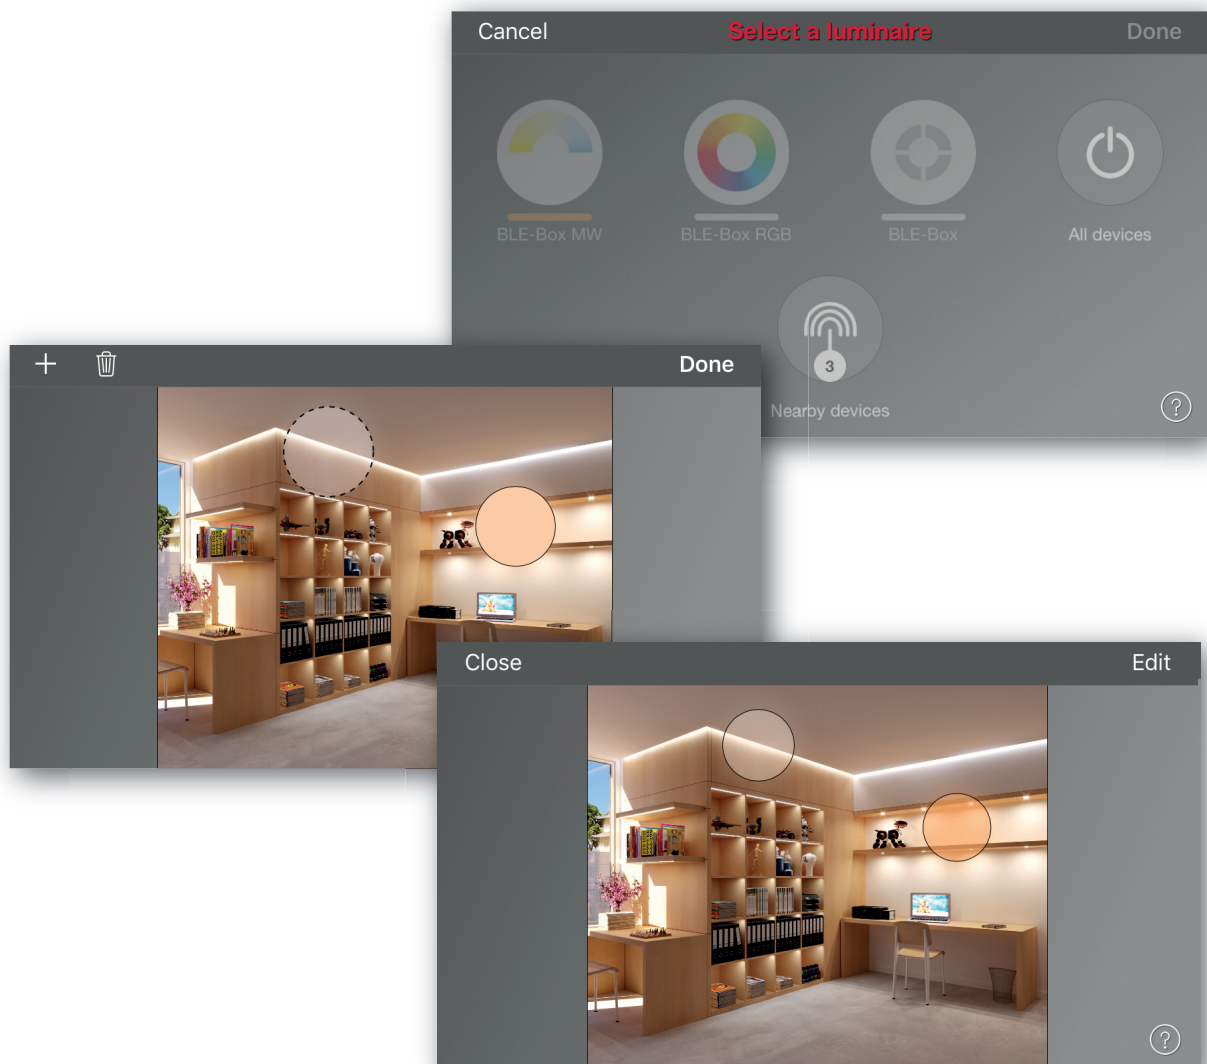 Cancel Select a luminaire Done
BLE-Box MW BLE-Box RGB BLE-Box All devices
3
Nearby devices
?
+ Done
Close Edit
?